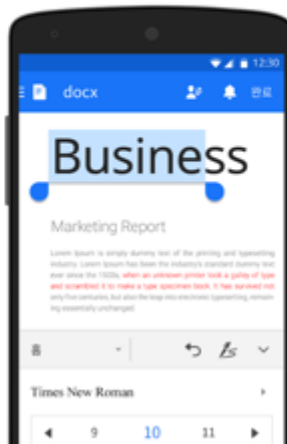 12:30
docx 완료
Business
Marketing Report
Lorem Ipsum is simply dummy text of the printing and typesetting
industry. Lorem Ipsum has been the industry's standard dummy text
ever since the 1500s, when an unknown printer took a galley of type
and scrambled it to make a type specimen book. It has survived not
only five centuries, but also the leap into electronic typesetting, remain-
ing essentially unchanged.
홈
Times New Roman
9 10 11